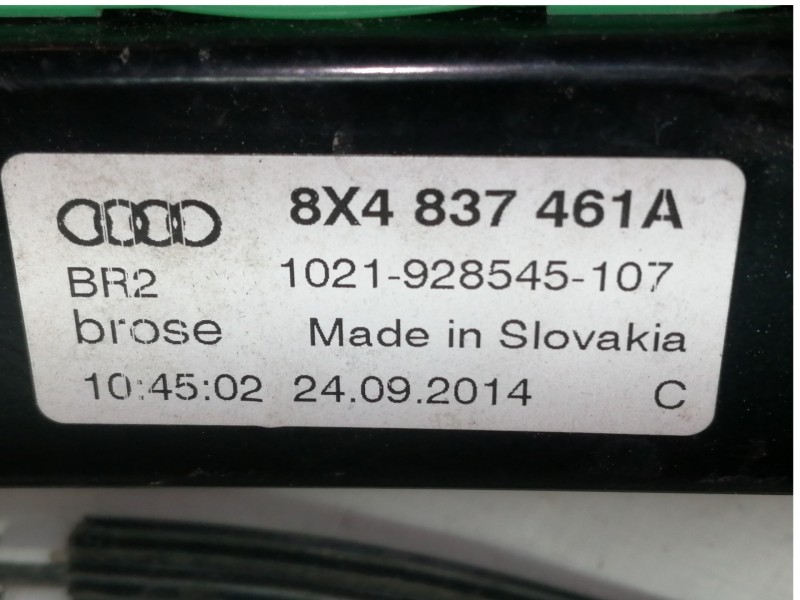 8X4 837 461A
BR2 1021-928545-107
brose Made in Slovakia
10:45:02 24.09.2014 C